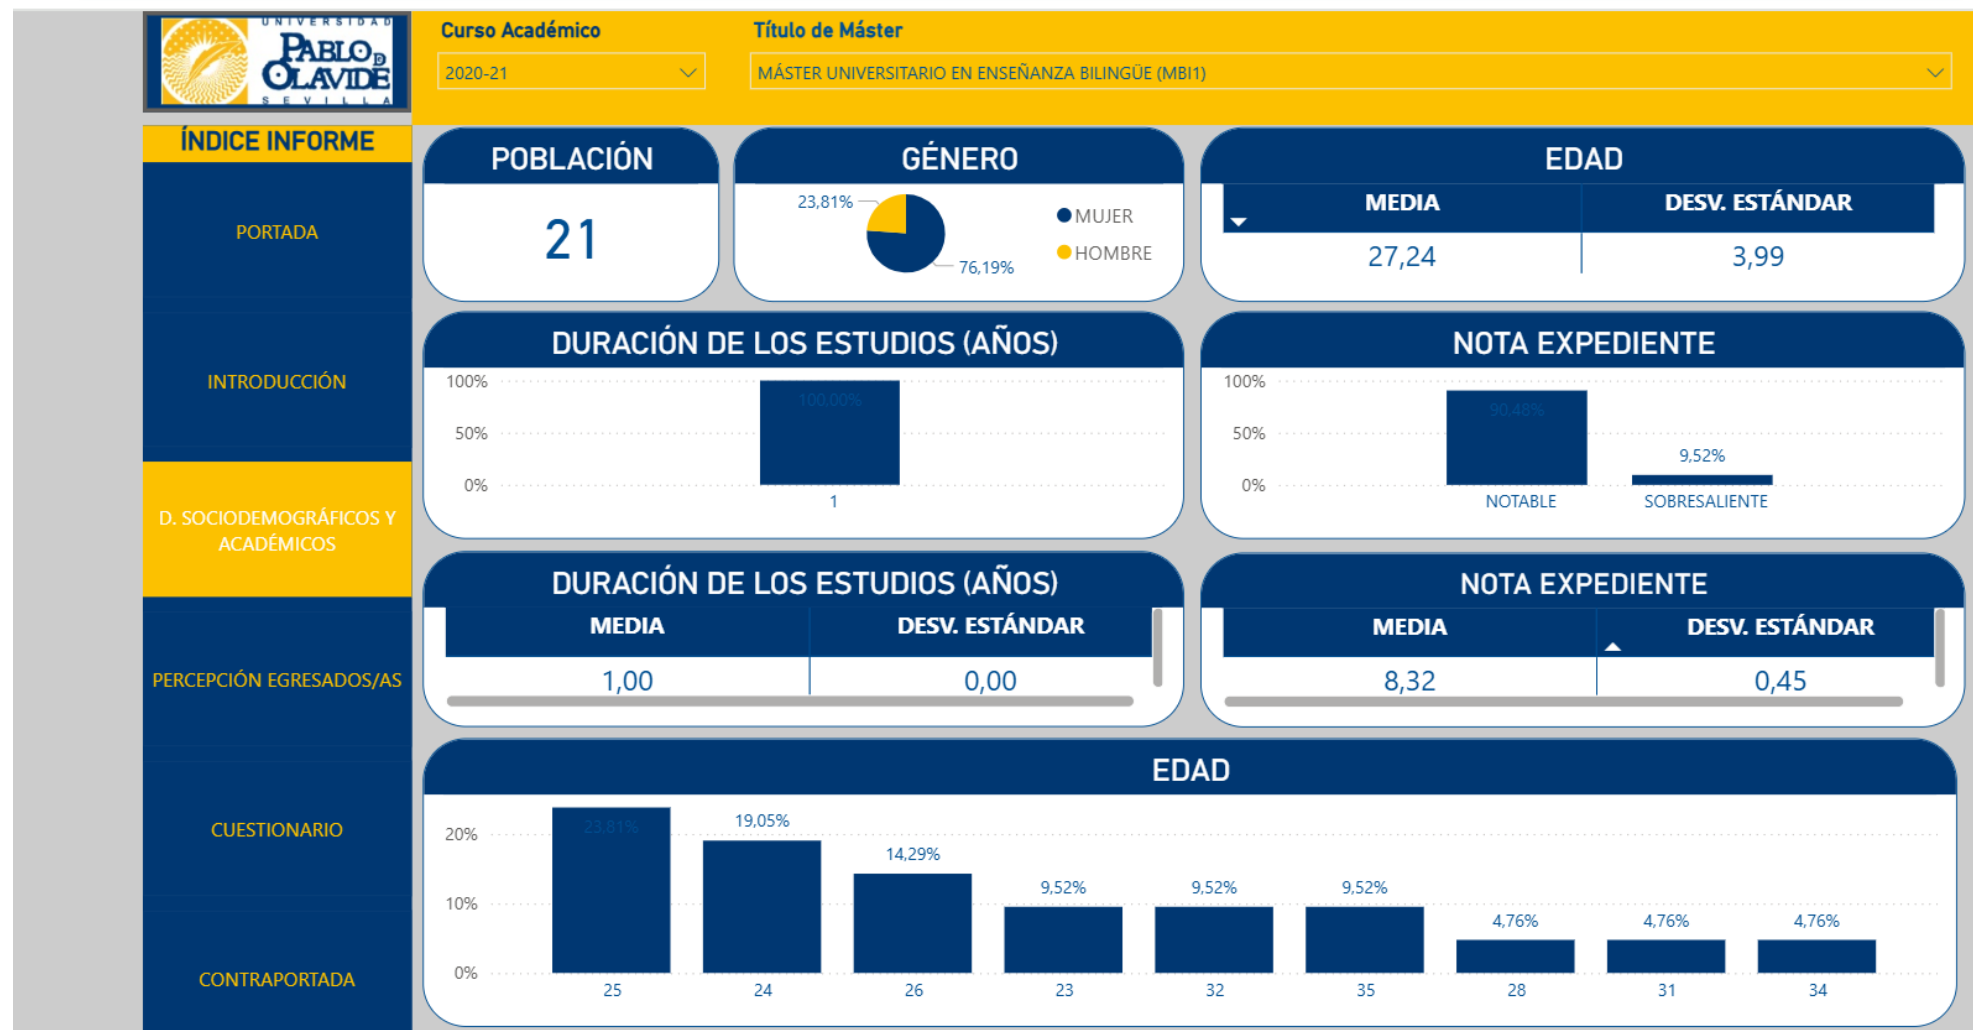 UNIVERSIDAD
PABLO DE
OLAVIDE
SEVILLA
Curso Académico
2020-21
Título de Máster
MÁSTER UNIVERSITARIO EN ENSEÑANZA BILINGÜE (MBI1)
ÍNDICE INFORME
PORTADA
INTRODUCCIÓN
D. SOCIODEMOGRÁFICOS Y
ACADÉMICOS
PERCEPCIÓN EGRESADOS/AS
CUESTIONARIO
CONTRAPORTADA
POBLACIÓN
21
GÉNERO
23,81%
76,19%
MUJER
HOMBRE
EDAD
MEDIA DESV. ESTÁNDAR
27,24 3,99
DURACIÓN DE LOS ESTUDIOS (AÑOS)
100%
50%
0%
100,00%
1
NOTA EXPEDIENTE
100%
50%
0%
90,48%
9,52%
NOTABLE SOBRESALIENTE
DURACIÓN DE LOS ESTUDIOS (AÑOS)
MEDIA DESV. ESTÁNDAR
1,00 0,00
NOTA EXPEDIENTE
MEDIA DESV. ESTÁNDAR
8,32 0,45
EDAD
20%
10%
0%
23,81% 19,05% 14,29% 9,52% 9,52% 9,52% 4,76% 4,76% 4,76%
25 24 26 23 32 35 28 31 34